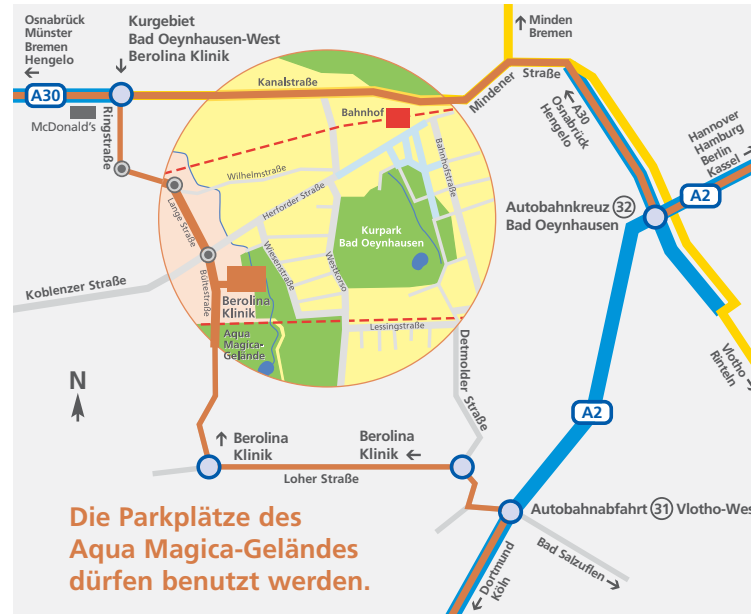 Osnabrück
Münster
Bremen
Hengelo
←
Kurgebiet
Bad Oeynhausen-West
Berolina Klinik
↓
↑ Minden
Bremen
A30
McDonald's
Ringstraße
Kanalstraße
Mindener Straße
← A30
Osnabrück
Hengelo
Hannover
Hamburg
Berlin
Kassel →
A2
Bahnhof
Bahnhofstraße
Wilhelmstraße
Lange Straße
Herforder Straße
Autobahnkreuz 32
Bad Oeynhausen
Kurpark
Bad Oeynhausen
Koblenzer Straße
Bültestraße
Wiesenstraße
Westkorso
Berolina
Klinik
Lessingstraße
Aqua
Magica-
Gelände
Detmolder Straße
Vlotho →
Rinteln
N
A2
↑ Berolina
Klinik
Berolina
Klinik ←
Loher Straße
Autobahnabfahrt 31 Vlotho-Wes
Bad Salzuflen →
← Dortmund
Köln
Die Parkplätze des
Aqua Magica-Geländes
dürfen benutzt werden.